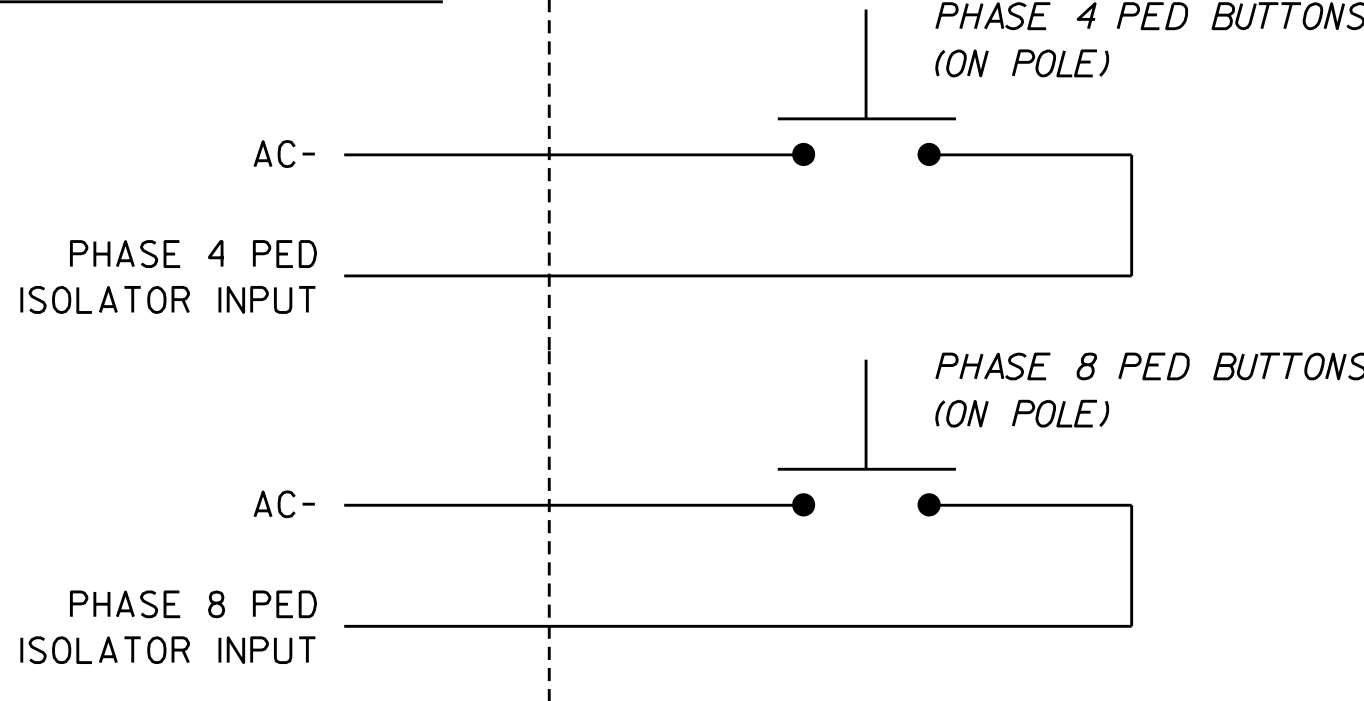 PHASE 4 PED BUTTONS
(ON POLE)
AC-
PHASE 4 PED
ISOLATOR INPUT
PHASE 8 PED BUTTONS
(ON POLE)
AC-
PHASE 8 PED
ISOLATOR INPUT